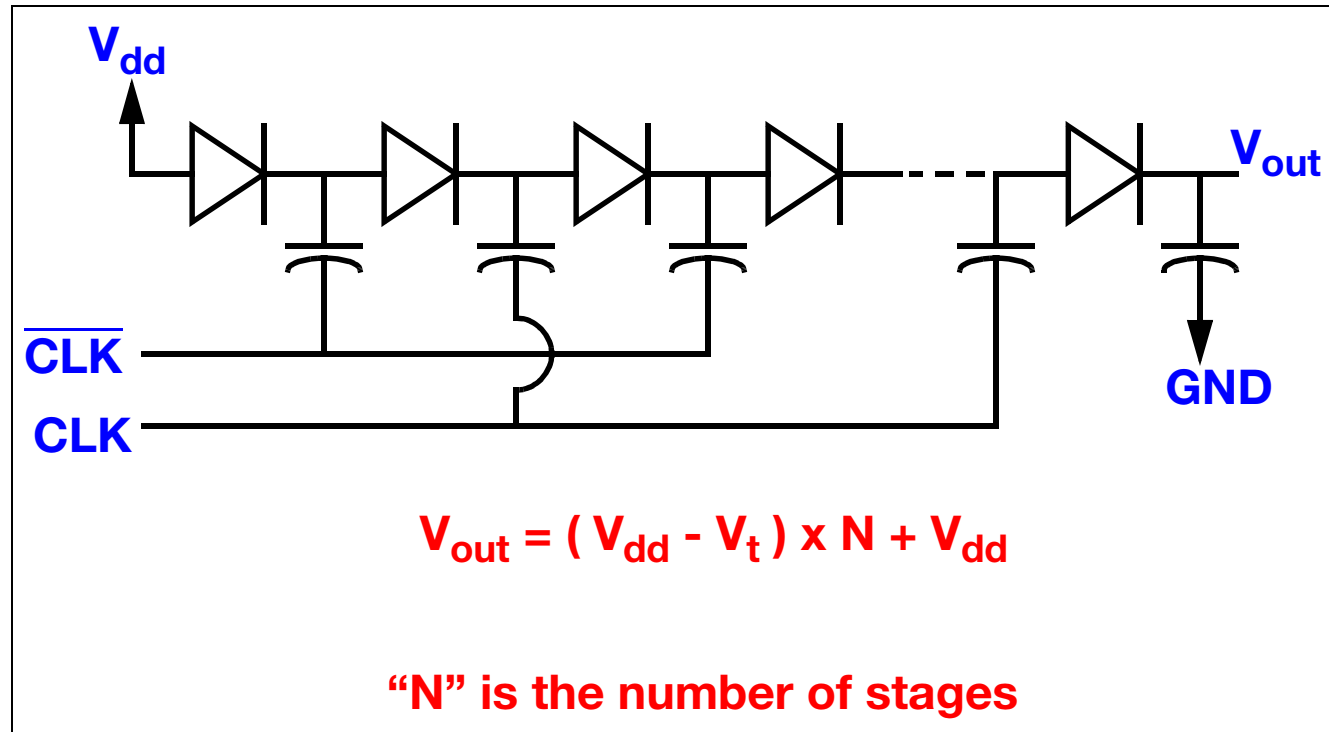 Vdd
Vout
CLK
CLK
GND
Vout = ( Vdd - Vt ) x N + Vdd
“N” is the number of stages